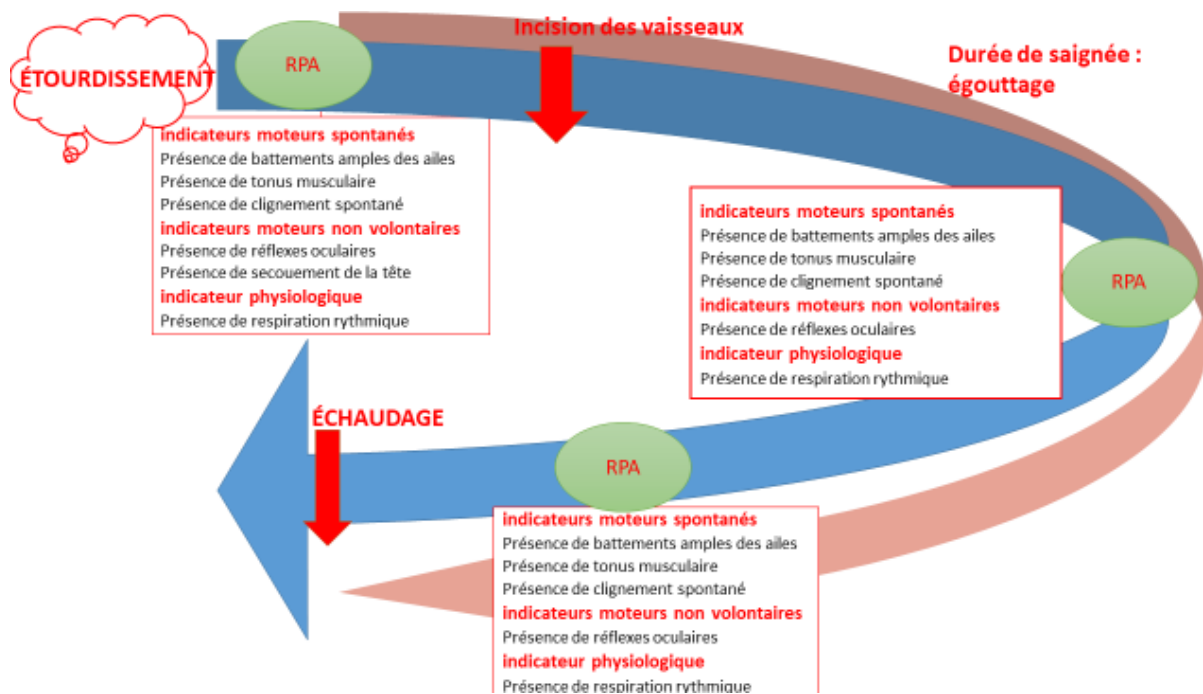 Incision des vaisseaux
ÉTOURDISSEMENT
RPA
Durée de saignée :
égouttage
indicateurs moteurs spontanés
Présence de battements amples des ailes
Présence de tonus musculaire
Présence de clignement spontané
indicateurs moteurs non volontaires
Présence de réflexes oculaires
Présence de secouement de la tête
indicateur physiologique
Présence de respiration rythmique
indicateurs moteurs spontanés
Présence de battements amples des ailes
Présence de tonus musculaire
Présence de clignement spontané
indicateurs moteurs non volontaires
Présence de réflexes oculaires
indicateur physiologique
Présence de respiration rythmique
RPA
ÉCHAUDAGE
RPA
indicateurs moteurs spontanés
Présence de battements amples des ailes
Présence de tonus musculaire
Présence de clignement spontané
indicateurs moteurs non volontaires
Présence de réflexes oculaires
indicateur physiologique
Présence de respiration rythmique